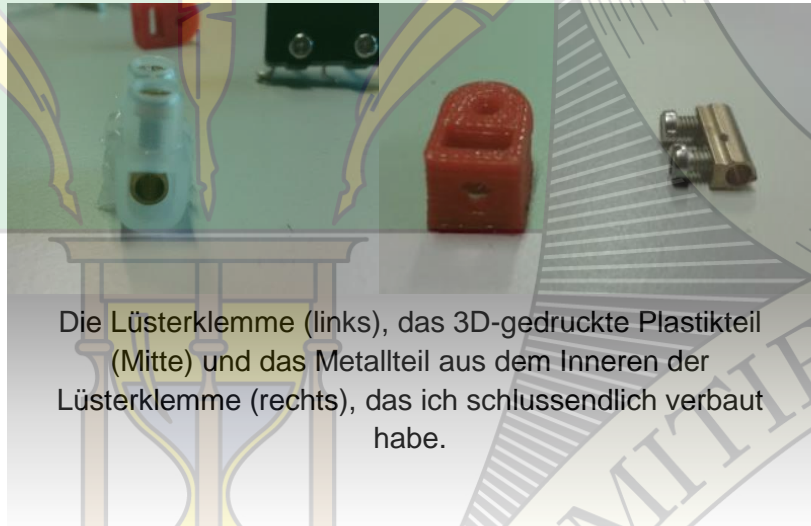 Die Lüsterklemme (links), das 3D-gedruckte Plastikteil
(Mitte) und das Metallteil aus dem Inneren der
Lüsterklemme (rechts), das ich schlussendlich verbaut
habe.
MITIE